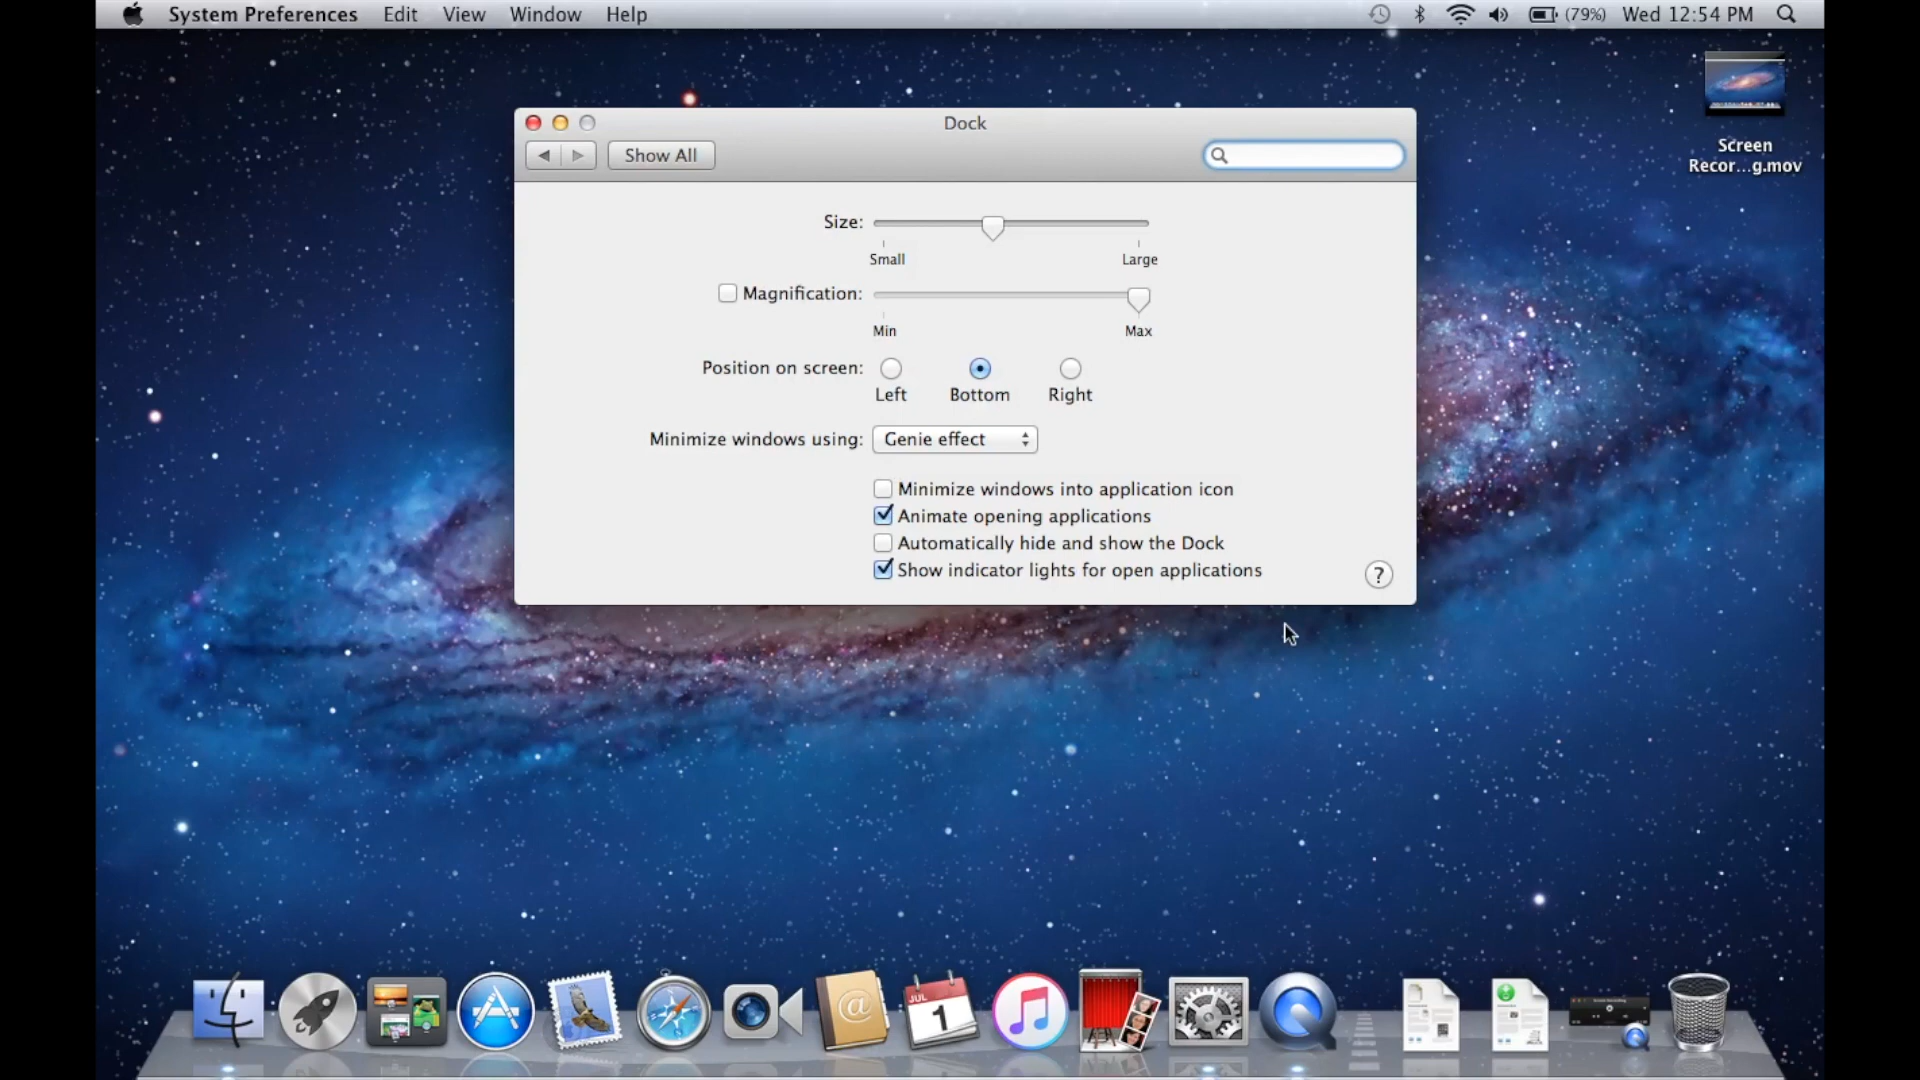 System Preferences Edit View Window Help (79%) Wed 12:54 PM
Screen
Recor...g.mov
Dock
Show All
Size:
Small Large
Magnification:
Min Max
Position on screen:
Left Bottom Right
Minimize windows using: Genie effect
Minimize windows into application icon
Animate opening applications
Automatically hide and show the Dock
Show indicator lights for open applications
?
JUL
1
@